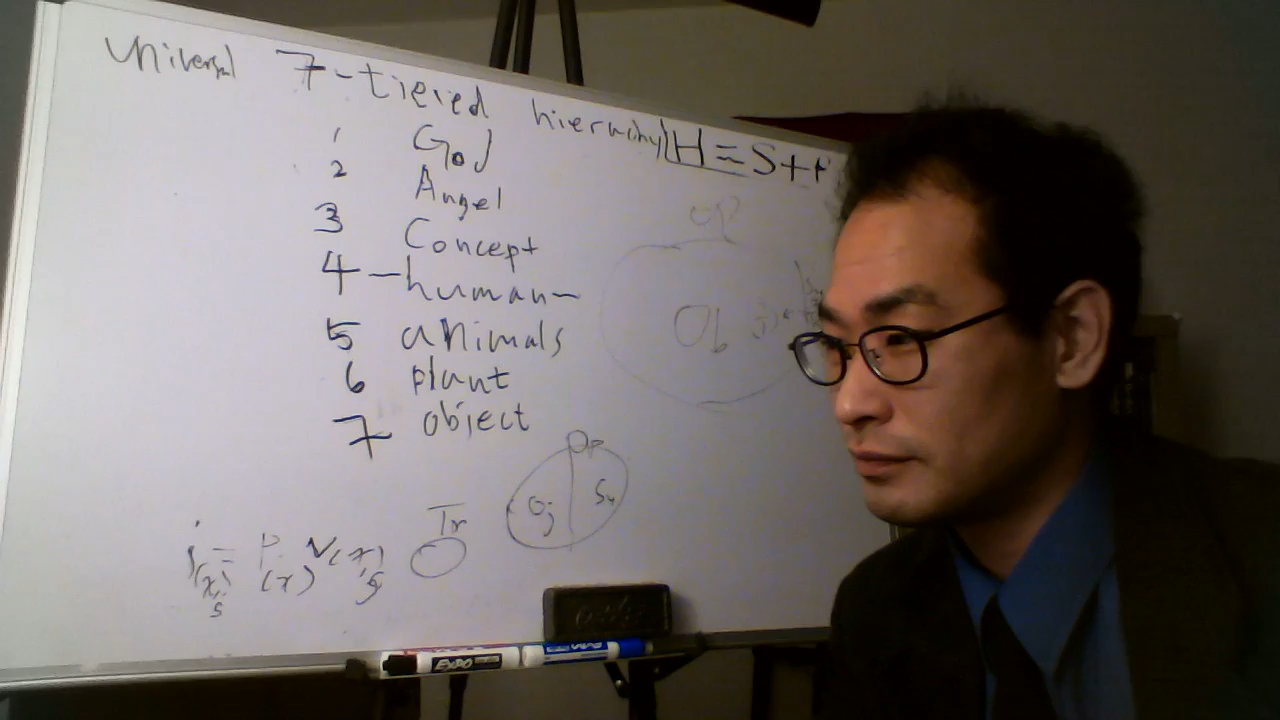 Universal 7-tiered hierarchy H = S+
1 God
2 Angel
3 Concept
4 - human -
5 animals
6 plant
7 object
Ob
Tr
Oj Su
EXPO